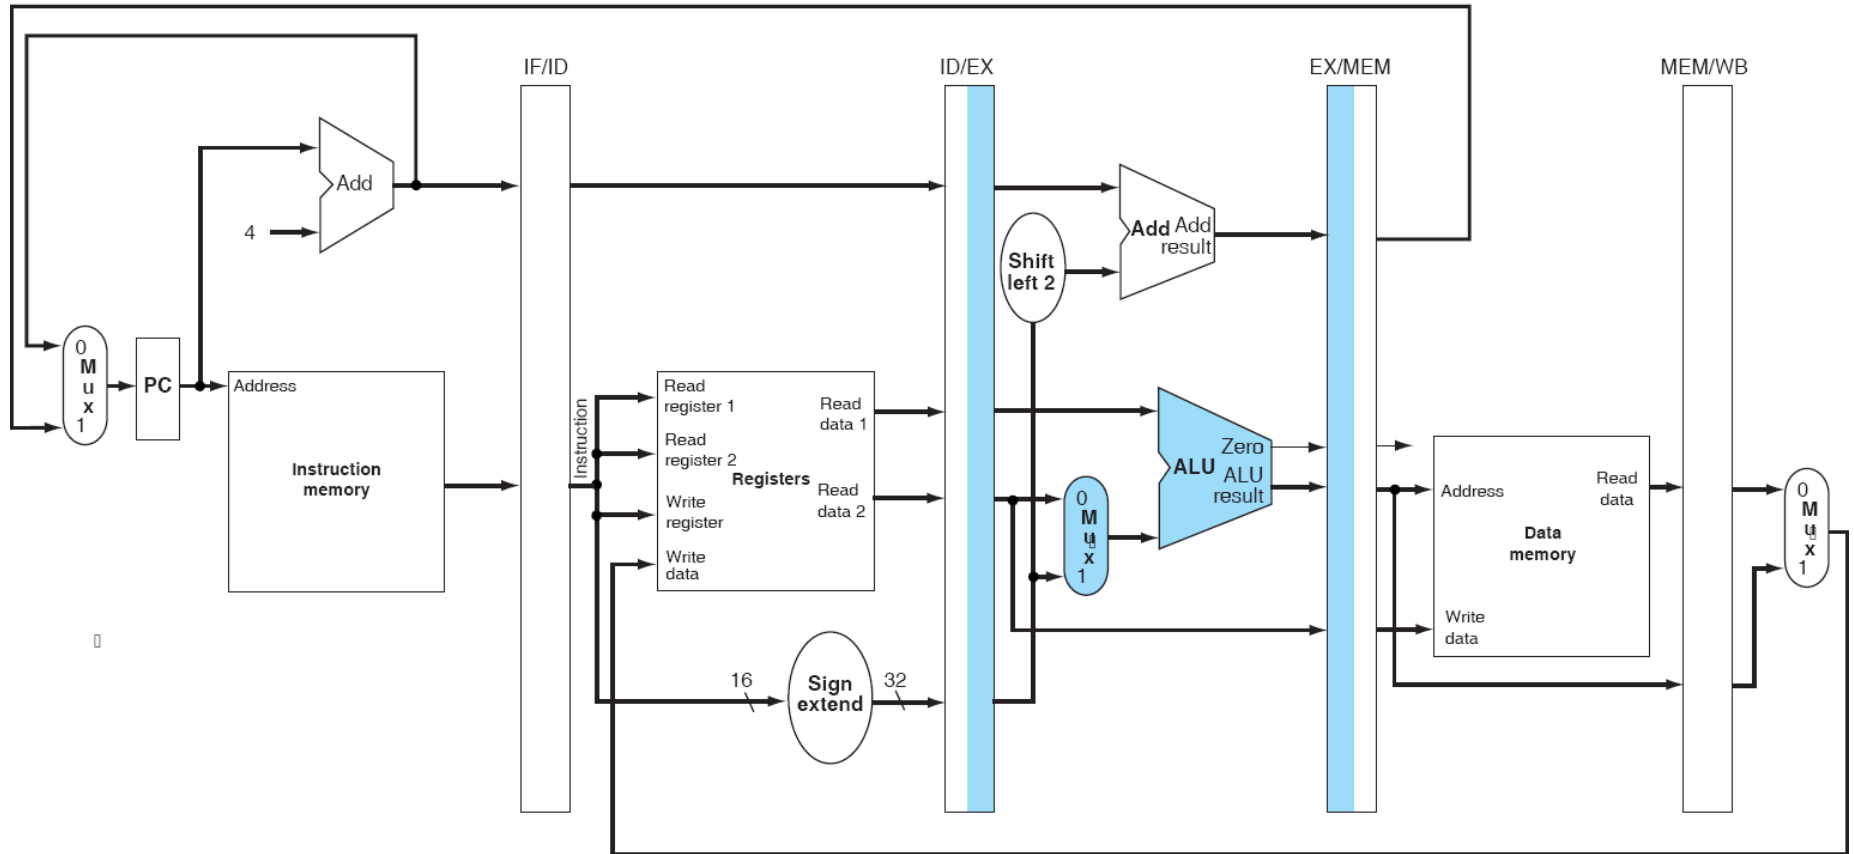 IF/ID
ID/EX
EX/MEM
MEM/WB
Add
4
Add Add
result
Shift
left 2
0
M
u
x
1
PC
Address
Instruction
memory
Instruction
Read
register 1
Read
register 2
Write
register
Write
data
Registers
Read
data 1
Read
data 2
16
Sign
extend
32
0
M
u
x
1
Zero
ALU
ALU
result
Address
Read
data
Data
memory
Write
data
0
M
u
x
1